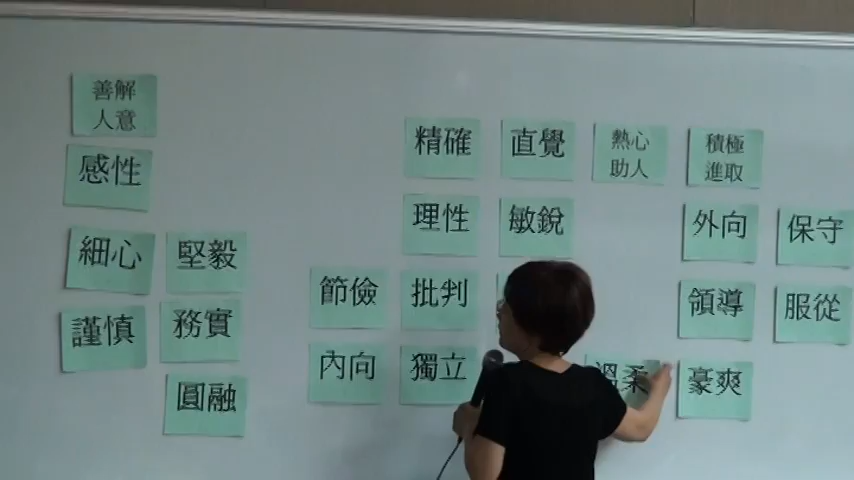 善解
人意
感性
細心
謹慎
堅毅
務實
圓融
節儉
內向
精確
理性
批判
獨立
直覺
敏銳
熱心
助人
溫柔
積極
進取
外向
領導
豪爽
保守
服從